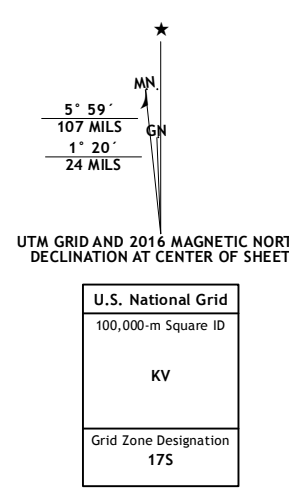 MN
5° 59´
107 MILS
GN
1° 20´
24 MILS
UTM GRID AND 2016 MAGNETIC NORT
DECLINATION AT CENTER OF SHEET
U.S. National Grid
100,000-m Square ID
KV
Grid Zone Designation
17S